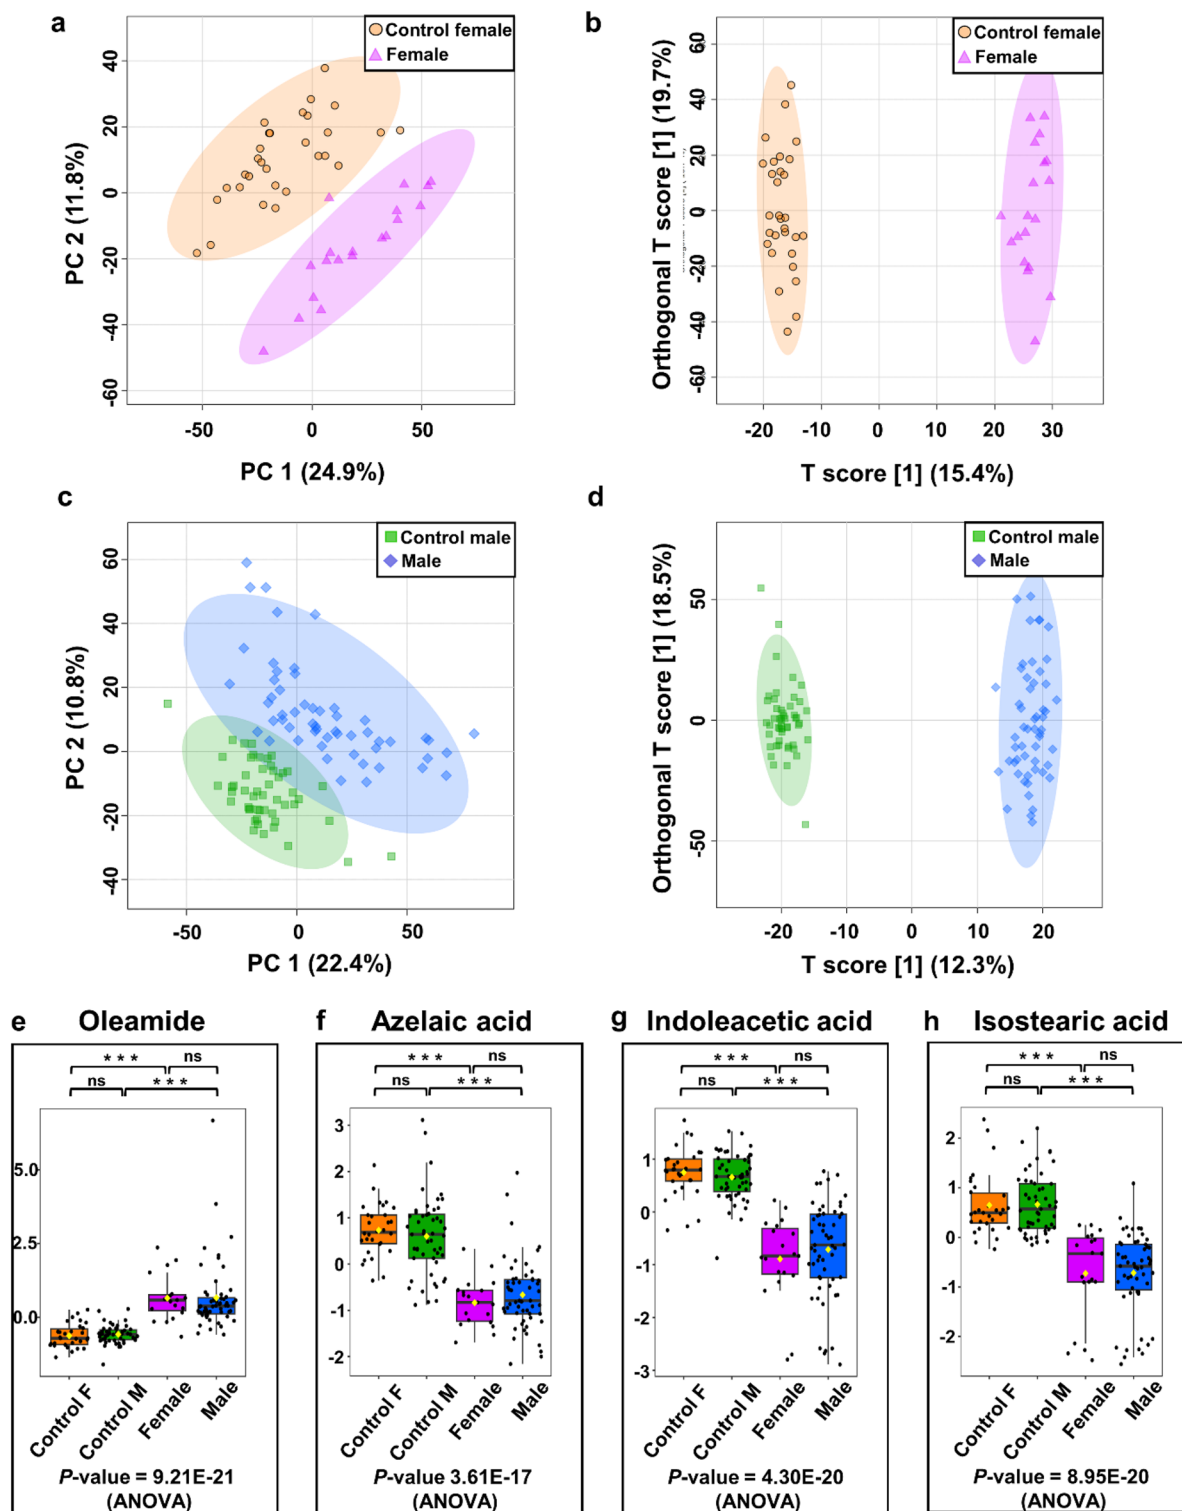 a
Control female
Female
PC 2 (11.8%)
40
20
0
-20
-40
-60
-50
0
50
PC 1 (24.9%)
b
Control female
Female
Orthogonal T score [1] (19.7%)
60
40
20
0
-20
-40
-60
-20
-10
0
10
20
30
T score [1] (15.4%)
c
Control male
Male
PC 2 (10.8%)
60
40
20
0
-20
-40
-50
0
50
PC 1 (22.4%)
d
Control male
Male
Orthogonal T score [1] (18.5%)
50
0
-50
-20
-10
0
10
20
T score [1] (12.3%)
e
Oleamide
*** ns
ns ***
5.0
2.5
0.0
Control F
Control M
Female
Male
P-value = 9.21E-21
(ANOVA)
f
Azelaic acid
*** ns
ns ***
3
2
1
0
-1
-2
Control F
Control M
Female
Male
P-value 3.61E-17
(ANOVA)
g
Indoleacetic acid
*** ns
ns ***
1
0
-1
-2
-3
Control F
Control M
Female
Male
P-value = 4.30E-20
(ANOVA)
h
Isostearic acid
*** ns
ns ***
2
1
0
-1
-2
Control F
Control M
Female
Male
P-value = 8.95E-20
(ANOVA)